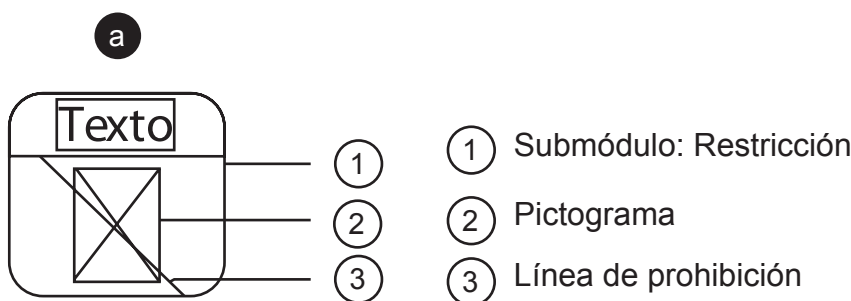 a
Texto
1
2
3
1 Submódulo: Restricción
2 Pictograma
3 Línea de prohibición